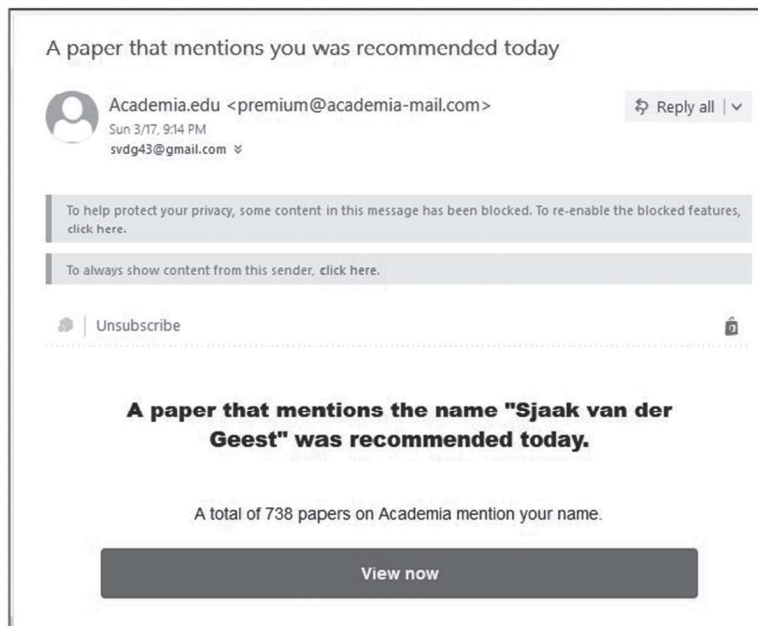 A paper that mentions you was recommended today
Academia.edu <premium@academia-mail.com>
Reply all
Sun 3/17, 9:14 PM
svdg43@gmail.com
To help protect your privacy, some content in this message has been blocked. To re-enable the blocked features,
click here.
To always show content from this sender, click here.
Unsubscribe
A paper that mentions the name "Sjaak van der
Geest" was recommended today.
A total of 738 papers on Academia mention your name.
View now